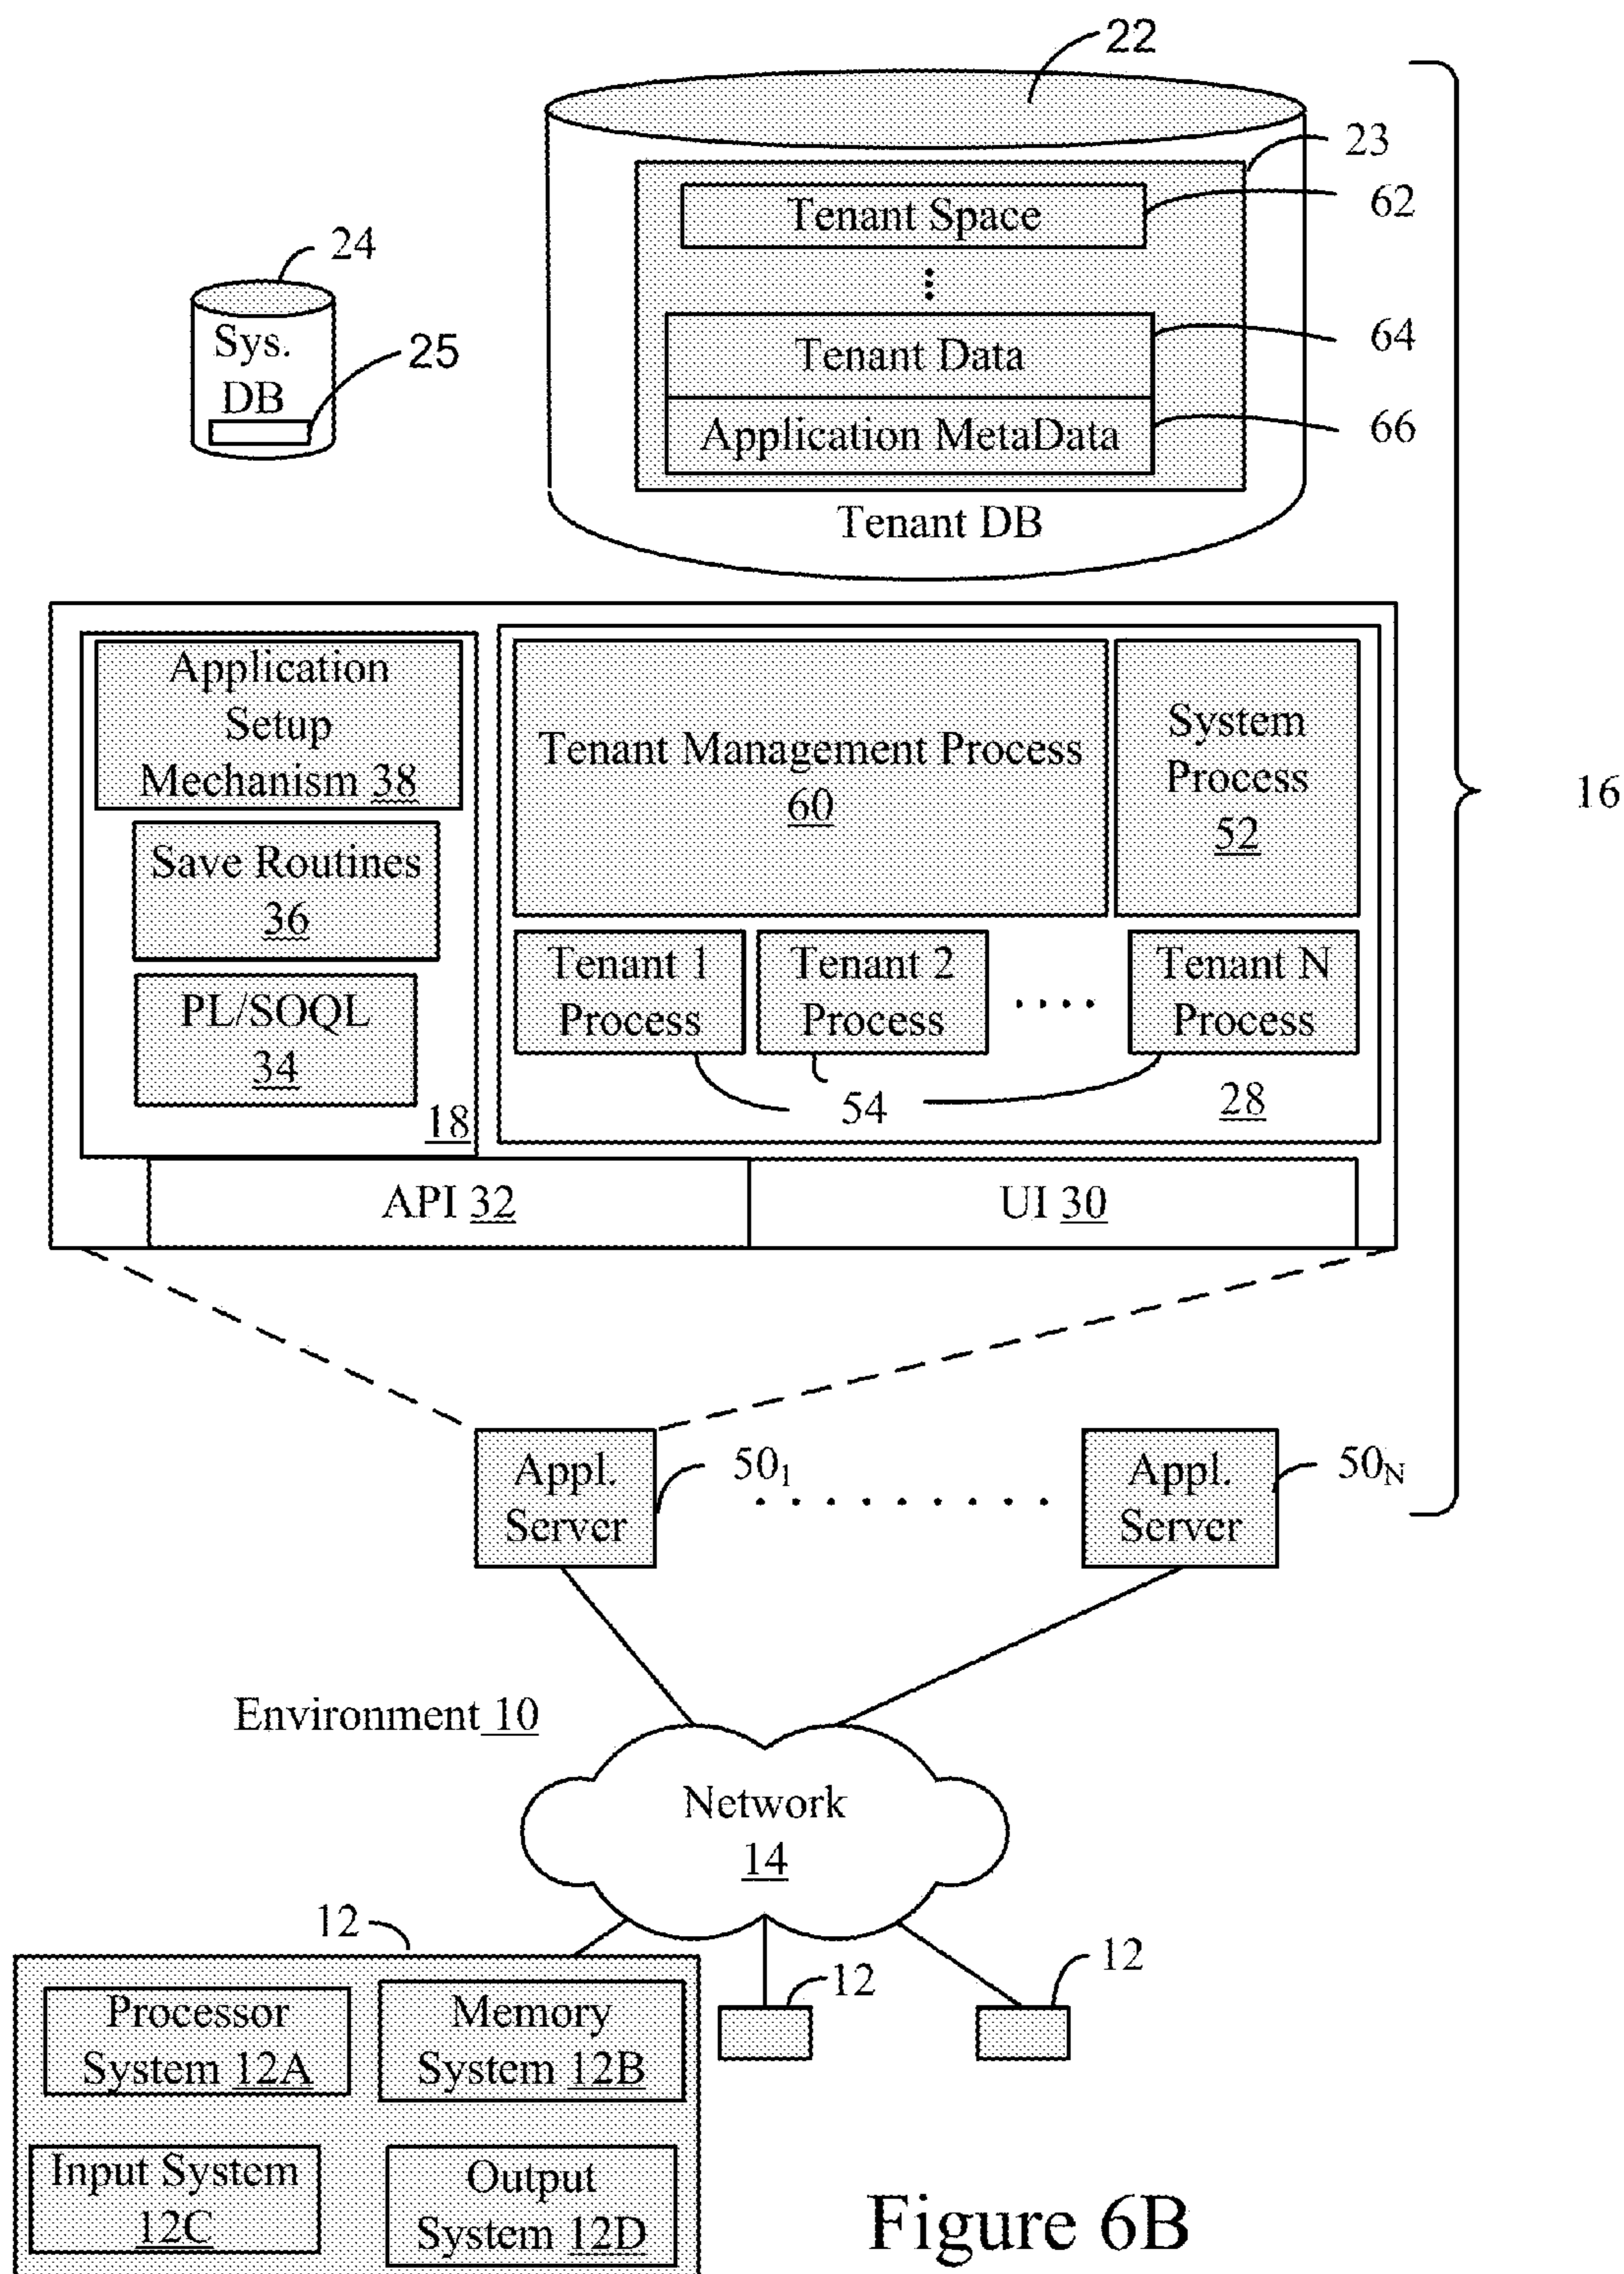 22
23
Tenant Space
62
24
Sys.
DB
25
Tenant Data
64
Application MetaData
66
Tenant DB
16
Application
Setup
Mechanism 38
Tenant Management Process
60
System
Process
52
Save Routines
36
PL/SOQL
34
18
Tenant 1
Process
Tenant 2
Process
Tenant N
Process
54
28
API 32
UI 30
Appl.
Server
50₁
Appl.
Server
50N
Environment 10
Network
14
12
12
12
Processor
System 12A
Memory
System 12B
Input System
12C
Output
System 12D
Figure 6B